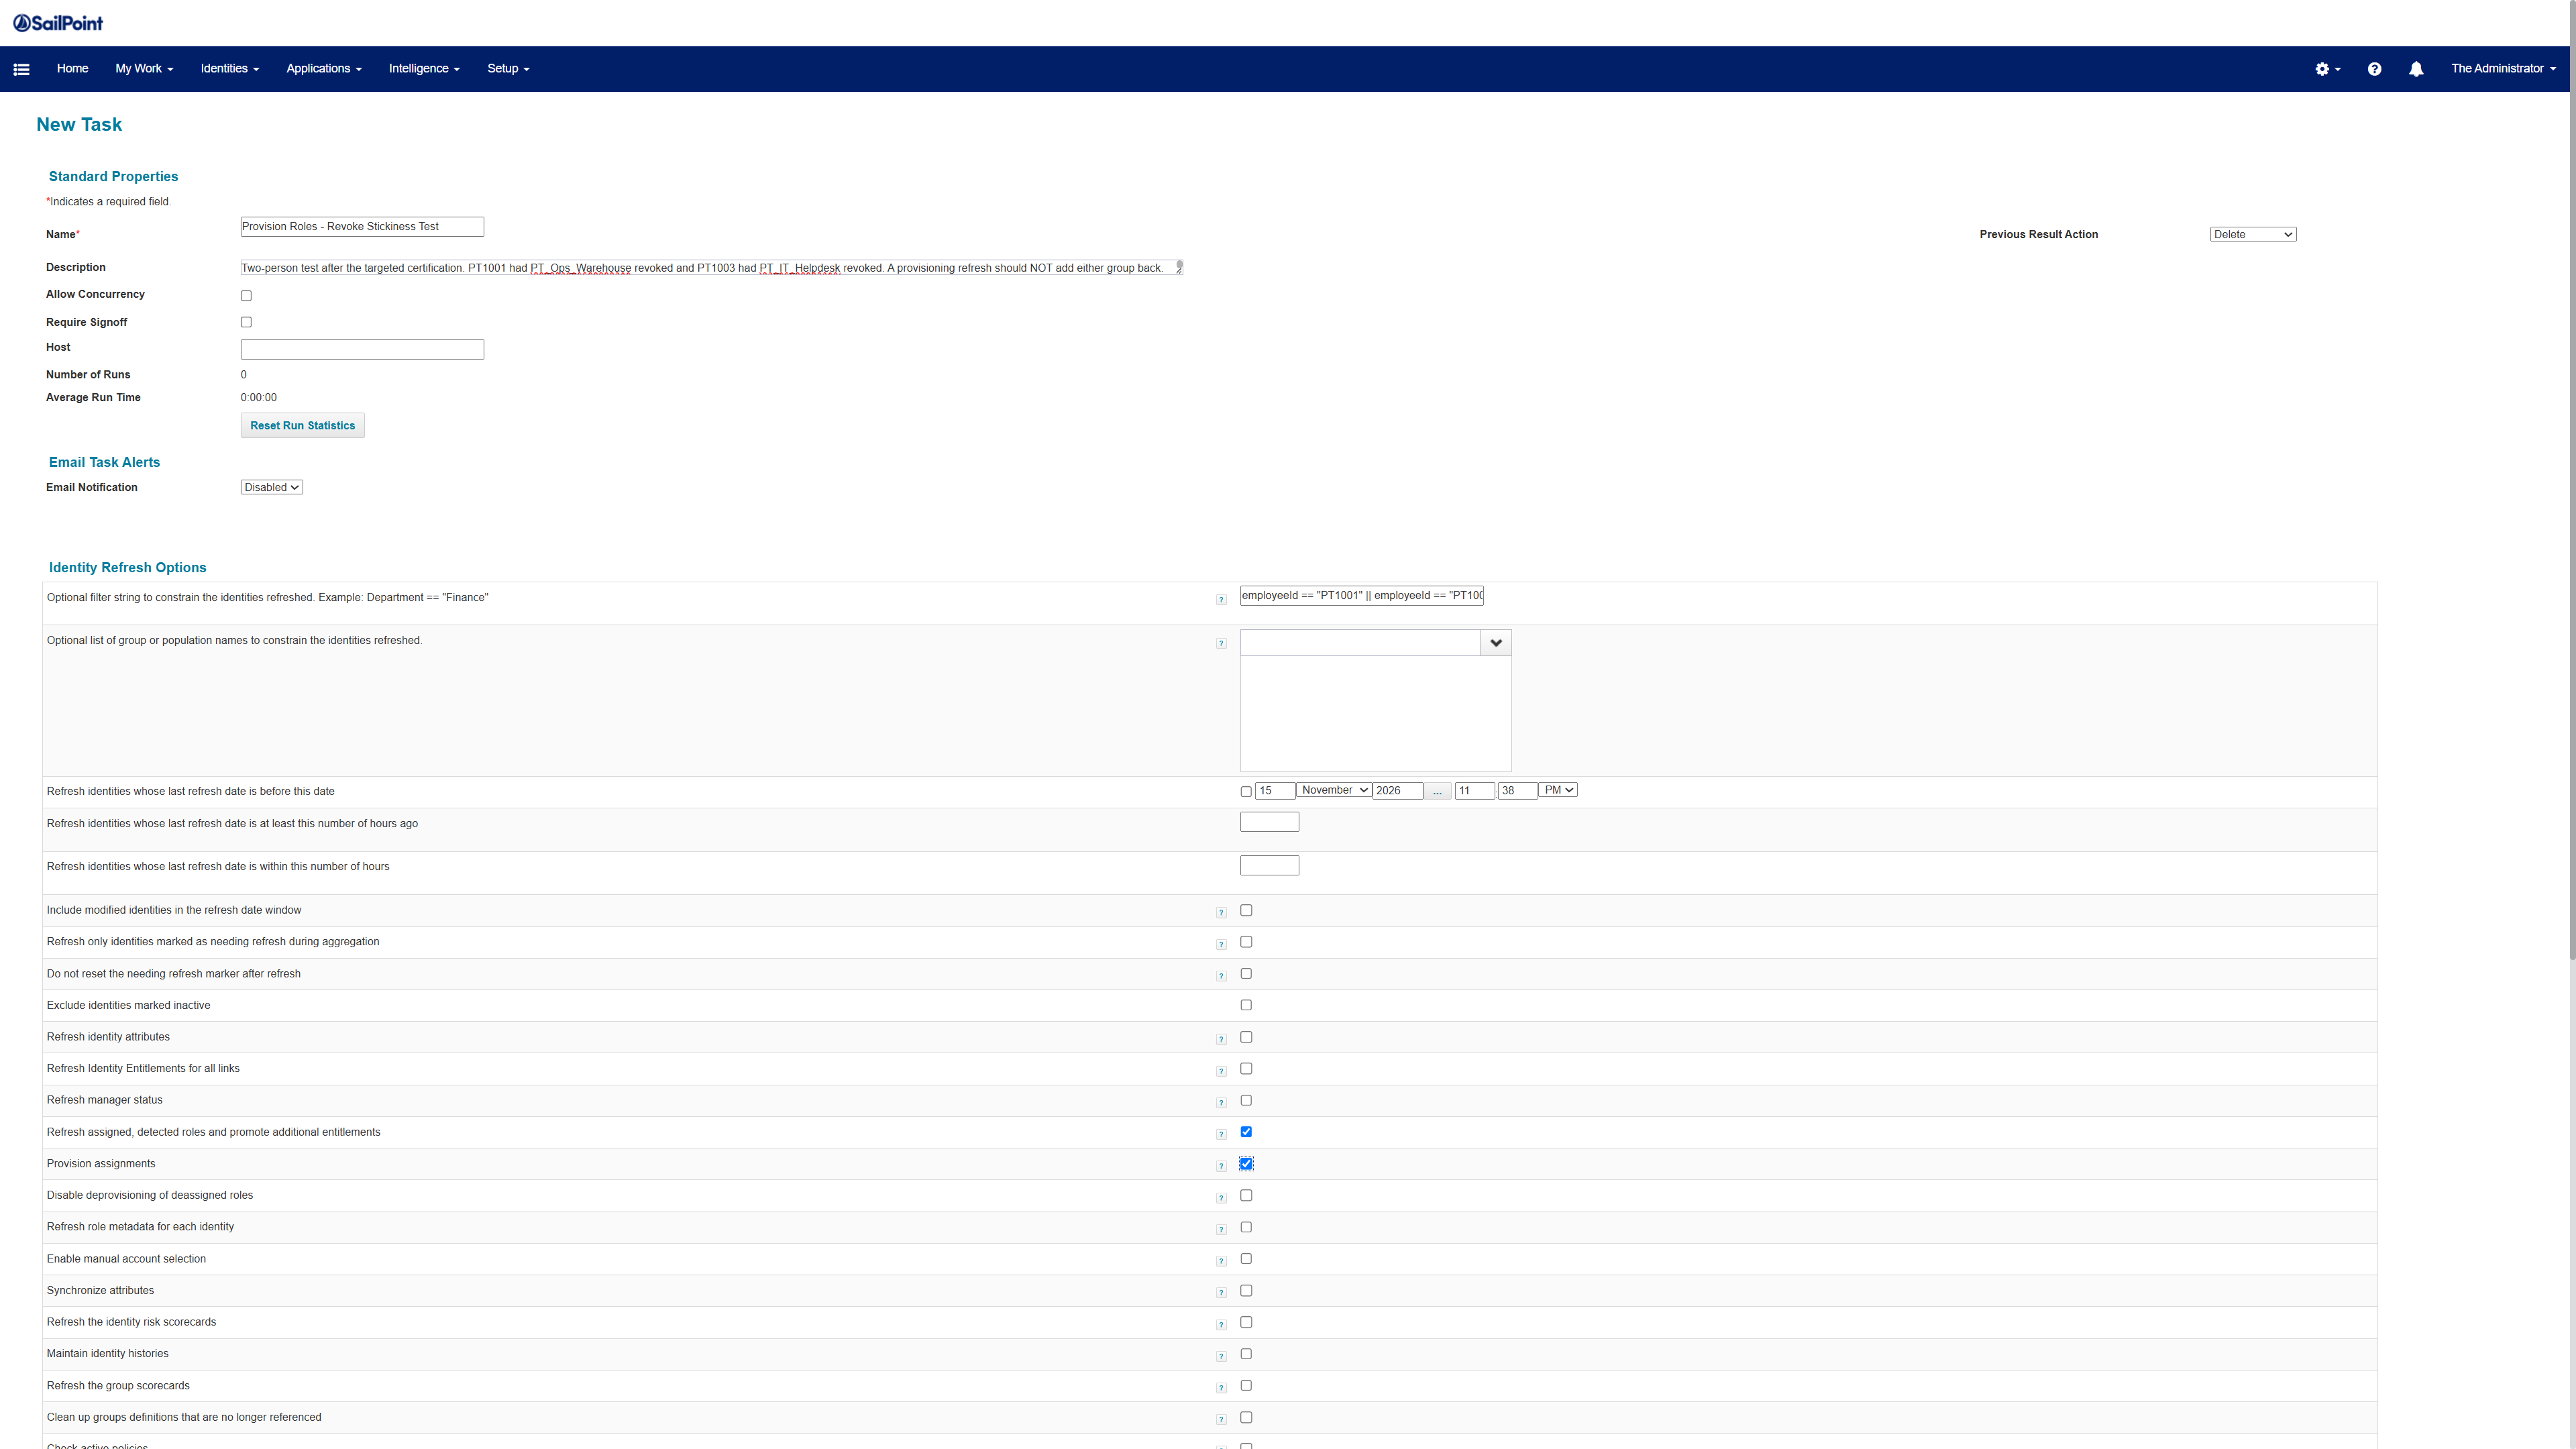 SailPoint
Home My Work Identities Applications Intelligence Setup The Administrator
New Task
Standard Properties
*Indicates a required field.
Name* Provision Roles - Revoke Stickiness Test Previous Result Action Delete
Description Two-person test after the targeted certification. PT1001 had PT_Ops_Warehouse revoked and PT1003 had PT_IT_Helpdesk revoked. A provisioning refresh should NOT add either group back.
Allow Concurrency
Require Signoff
Host
Number of Runs 0
Average Run Time 0:00:00
Reset Run Statistics
Email Task Alerts
Email Notification Disabled
Identity Refresh Options
Optional filter string to constrain the identities refreshed. Example: Department == "Finance" ? employeeId == "PT1001" || employeeId == "PT100
Optional list of group or population names to constrain the identities refreshed. ?
Refresh identities whose last refresh date is before this date 15 November 2026 ... 11 : 38 PM
Refresh identities whose last refresh date is at least this number of hours ago
Refresh identities whose last refresh date is within this number of hours
Include modified identities in the refresh date window ?
Refresh only identities marked as needing refresh during aggregation ?
Do not reset the needing refresh marker after refresh ?
Exclude identities marked inactive
Refresh identity attributes ?
Refresh Identity Entitlements for all links ?
Refresh manager status ?
Refresh assigned, detected roles and promote additional entitlements ?
Provision assignments ?
Disable deprovisioning of deassigned roles ?
Refresh role metadata for each identity ?
Enable manual account selection ?
Synchronize attributes ?
Refresh the identity risk scorecards ?
Maintain identity histories ?
Refresh the group scorecards ?
Clean up groups definitions that are no longer referenced ?
Check active policies